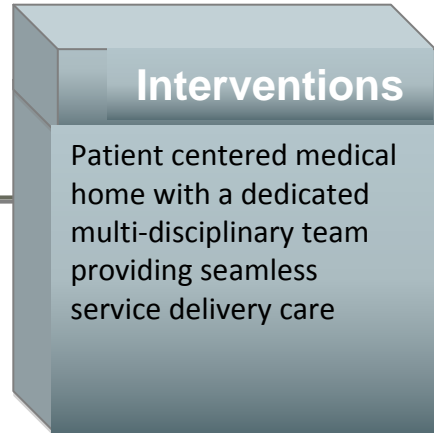 Interventions
Patient centered medical
home with a dedicated
multi-disciplinary team
providing seamless
service delivery care